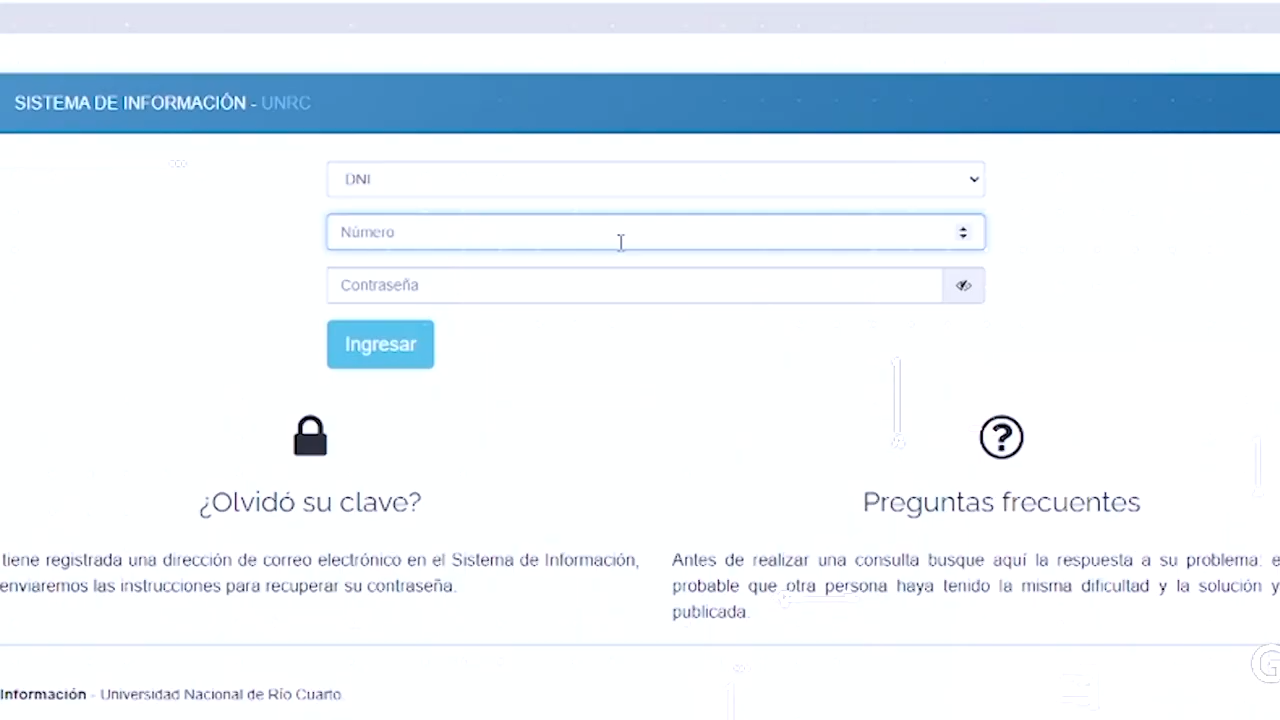 SISTEMA DE INFORMACIÓN - UNRC
DNI
Número
Contraseña
Ingresar
¿Olvidó su clave?
tiene registrada una dirección de correo electrónico en el Sistema de Información,
enviaremos las instrucciones para recuperar su contraseña.
Preguntas frecuentes
Antes de realizar una consulta busque aquí la respuesta a su problema: e
probable que otra persona haya tenido la misma dificultad y la solución y
publicada.
Información - Universidad Nacional de Río Cuarto